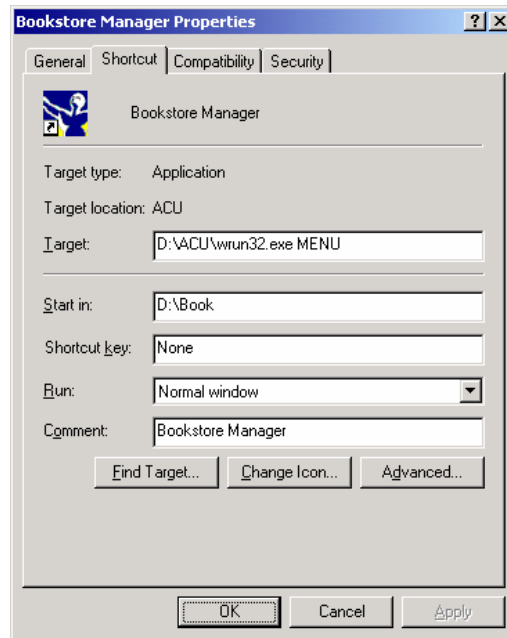 Bookstore Manager Properties
General Shortcut Compatibility Security
Bookstore Manager
Target type: Application
Target location: ACU
Target: D:\ACU\wrun32.exe MENU
Start in: D:\Book
Shortcut key: None
Run: Normal window
Comment: Bookstore Manager
Find Target... Change Icon... Advanced...
OK Cancel Apply